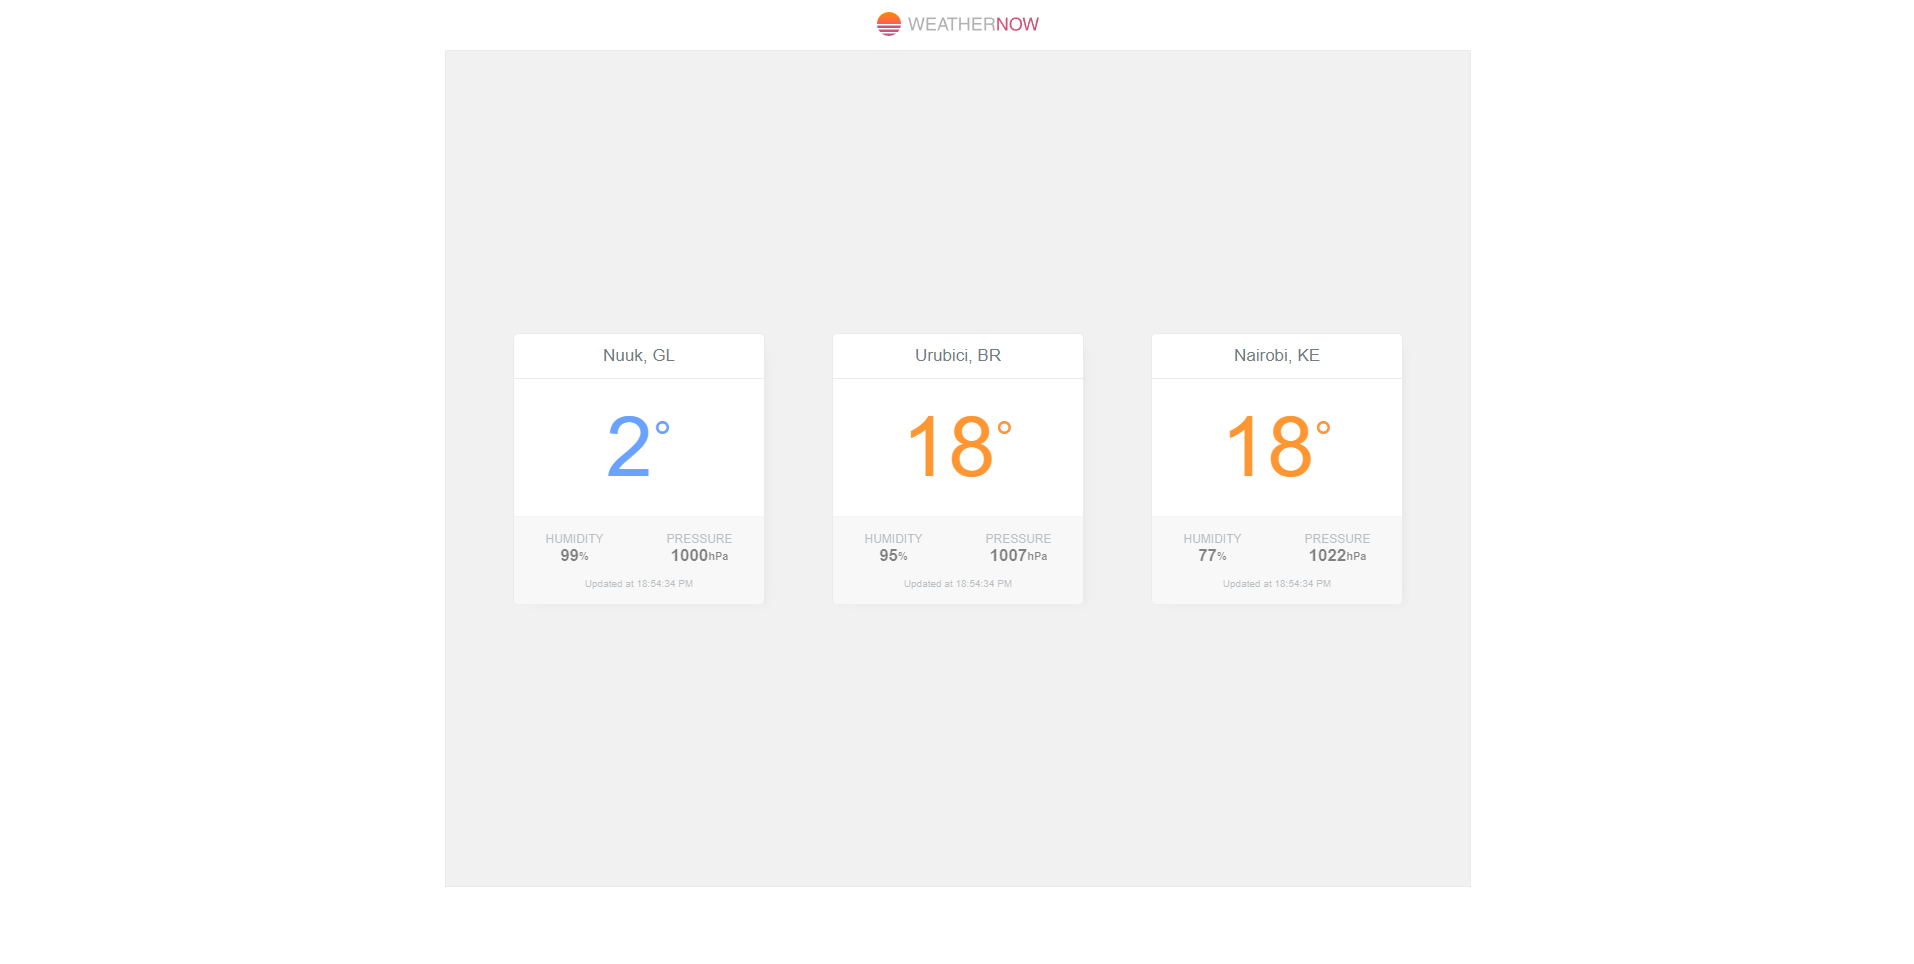 WEATHERNOW
Nuuk, GL
2°
HUMIDITY PRESSURE
99% 1000hPa
Updated at 18:54:34 PM
Urubici, BR
18°
HUMIDITY PRESSURE
95% 1007hPa
Updated at 18:54:34 PM
Nairobi, KE
18°
HUMIDITY PRESSURE
77% 1022hPa
Updated at 18:54:34 PM